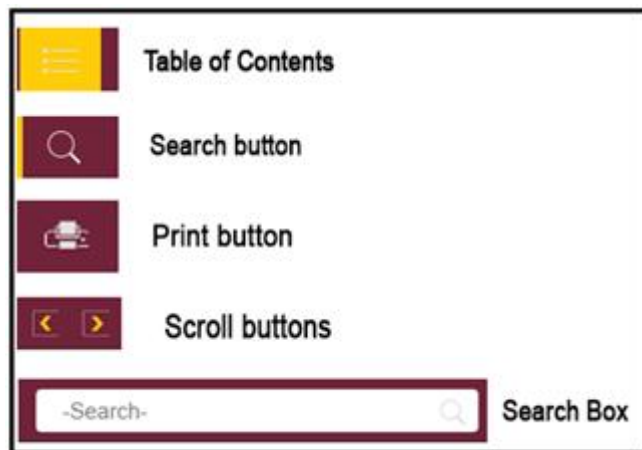 Table of Contents
Search button
Print button
Scroll buttons
-Search-
Search Box